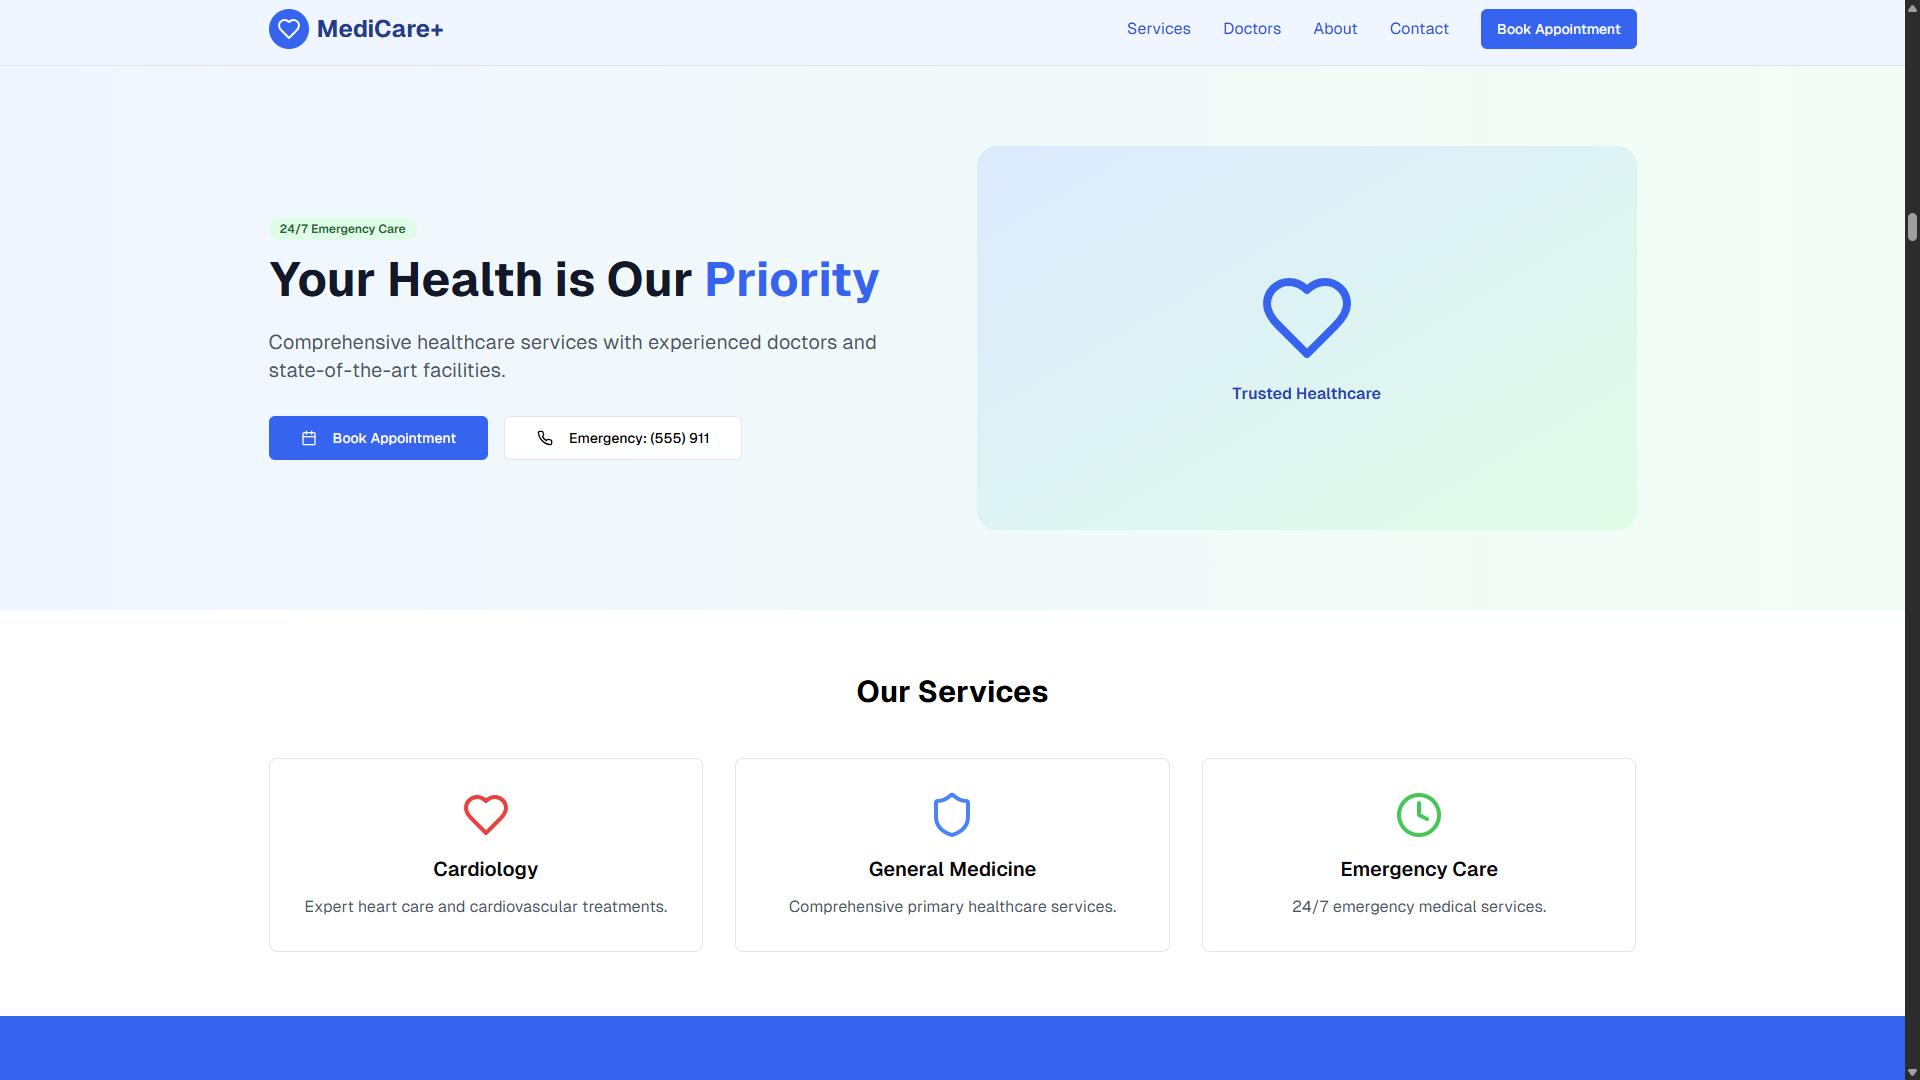 MediCare+
Services
Doctors
About
Contact
Book Appointment
24/7 Emergency Care
Your Health is Our Priority
Comprehensive healthcare services with experienced doctors and
state-of-the-art facilities.
Book Appointment
Emergency: (555) 911
Trusted Healthcare
Our Services
Cardiology
Expert heart care and cardiovascular treatments.
General Medicine
Comprehensive primary healthcare services.
Emergency Care
24/7 emergency medical services.